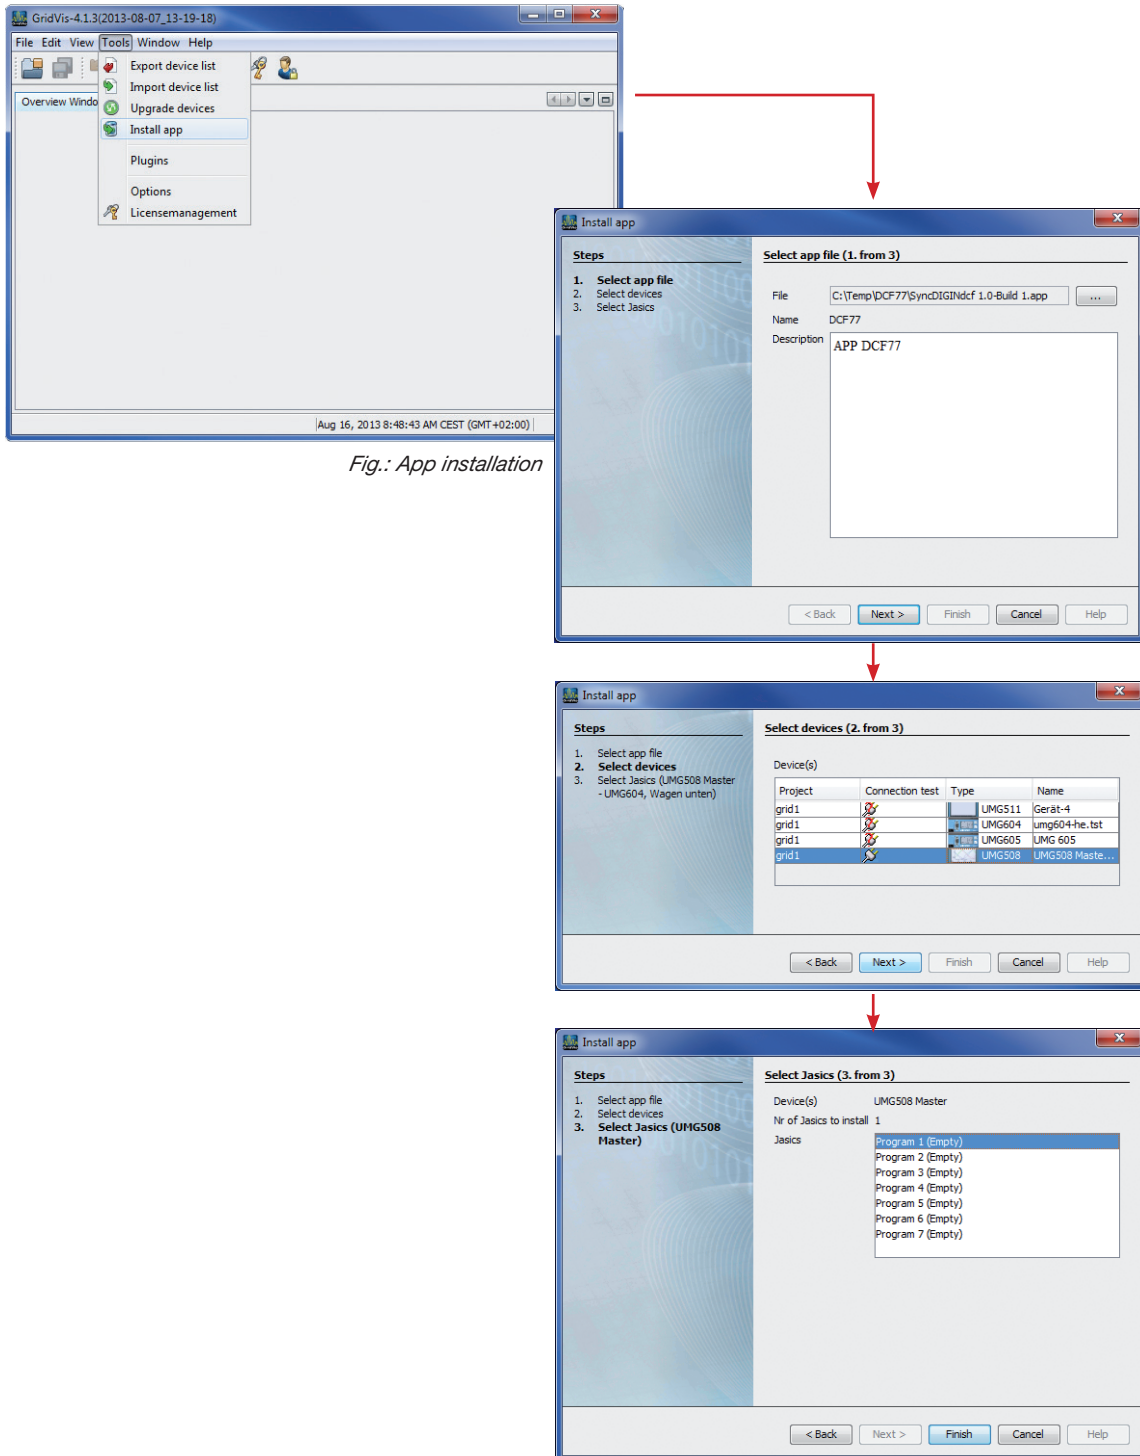 GridVis-4.1.3(2013-08-07_13-19-18)
File Edit View Tools Window Help
Export device list
Import device list
Overview Windo
Upgrade devices
Install app
Plugins
Options
Licensemanagement
Aug 16, 2013 8:48:43 AM CEST (GMT+02:00)
Fig.: App installation
Install app
Steps
1. Select app file
2. Select devices
3. Select Jasics
Select app file (1. from 3)
File C:\Temp\DCF77\SyncDIGINdcf 1.0-Build 1.app ...
Name DCF77
Description APP DCF77
< Back Next > Finish Cancel Help
Install app
Steps
1. Select app file
2. Select devices
3. Select Jasics (UMG508 Master
- UMG604, Wagen unten)
Select devices (2. from 3)
Device(s)
Project Connection test Type Name
grid1 UMG511 Gerät-4
grid1 UMG604 umg604-he.tst
grid1 UMG605 UMG 605
grid1 UMG508 UMG508 Maste...
< Back Next > Finish Cancel Help
Install app
Steps
1. Select app file
2. Select devices
3. Select Jasics (UMG508
Master)
Select Jasics (3. from 3)
Device(s) UMG508 Master
Nr of Jasics to install 1
Jasics Program 1 (Empty)
Program 2 (Empty)
Program 3 (Empty)
Program 4 (Empty)
Program 5 (Empty)
Program 6 (Empty)
Program 7 (Empty)
< Back Next > Finish Cancel Help